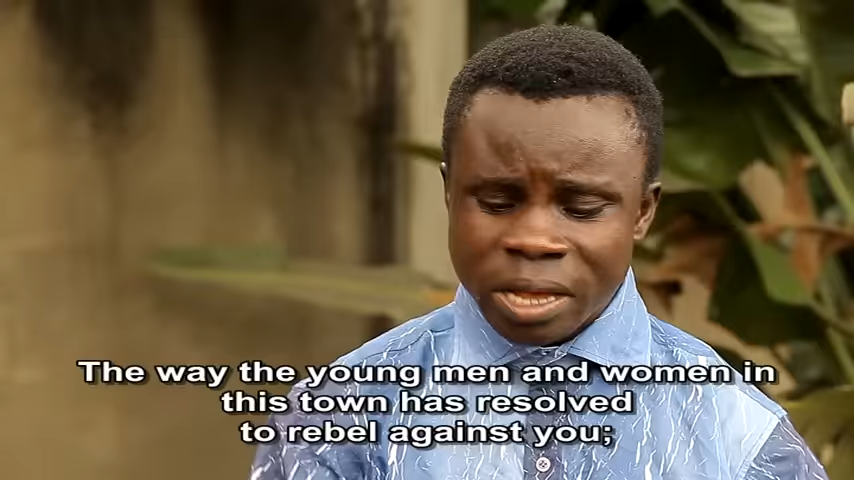 The way the young men and women in
this town has resolved
to rebel against you;